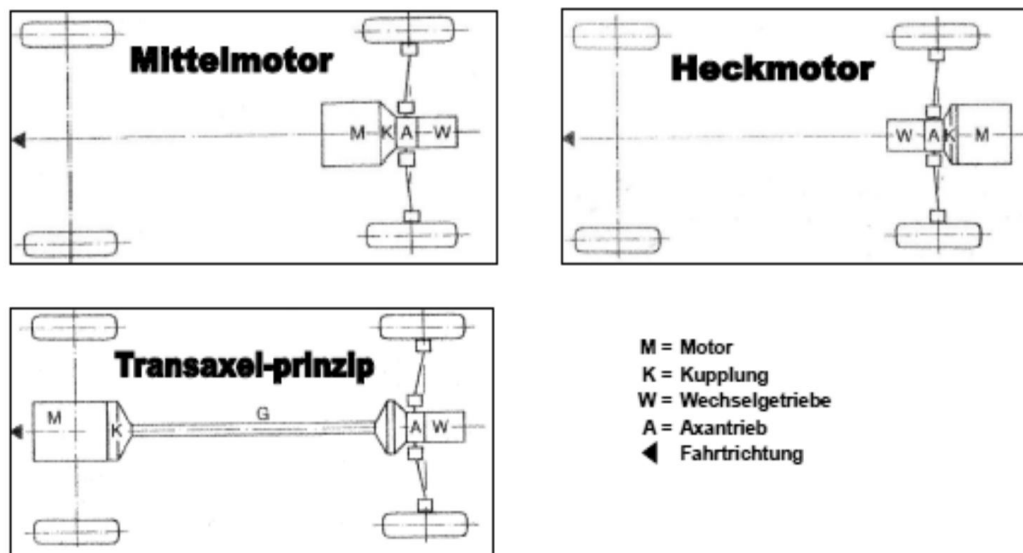 Mittelmotor
M K A W
Heckmotor
W A K M
Transaxel-prinzip
M K G A W
M = Motor
K = Kupplung
W = Wechselgetriebe
A = Axantrieb
Fahrtrichtung